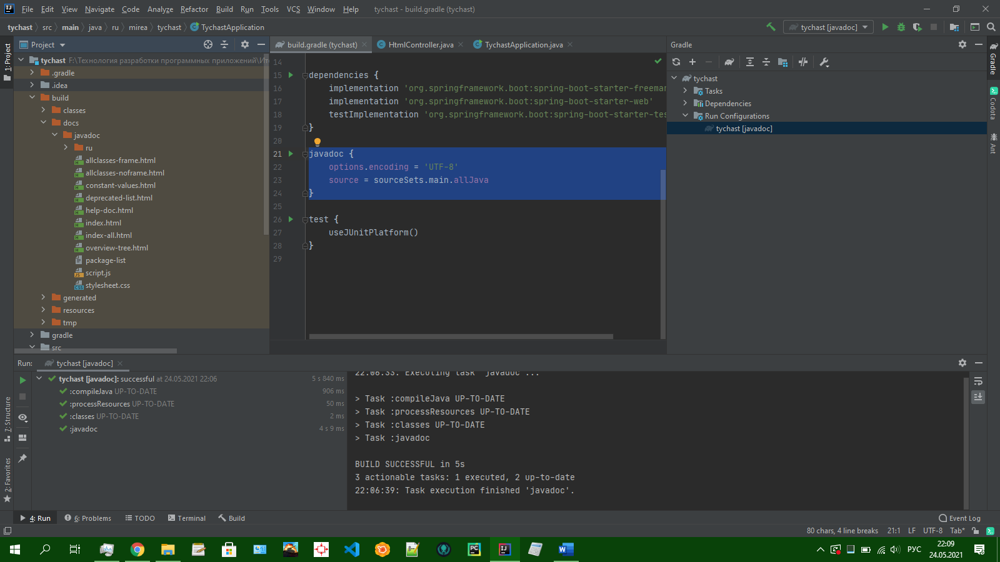 File Edit View Navigate Code Analyze Refactor Build Run Tools VCS Window Help tychast - build.gradle (tychast)
tychast src main java ru mirea tychast TychastApplication
tychast [javadoc]
1: Project
Project
build.gradle (tychast) HtmlController.java TychastApplication.java
Gradle
tychast F:\Технология разработки программных приложений\Ит
.gradle
.idea
build
classes
docs
javadoc
ru
allclasses-frame.html
allclasses-noframe.html
constant-values.html
deprecated-list.html
help-doc.html
index.html
index-all.html
overview-tree.html
package-list
script.js
stylesheet.css
generated
resources
tmp
gradle
src
14
15 dependencies {
16 implementation 'org.springframework.boot:spring-boot-starter-freemar
17 implementation 'org.springframework.boot:spring-boot-starter-web'
18 testImplementation 'org.springframework.boot:spring-boot-starter-tes
19 }
20
21 javadoc {
22 options.encoding = 'UTF-8'
23 source = sourceSets.main.allJava
24 }
25
26 test {
27 useJUnitPlatform()
28 }
29
tychast
Tasks
Dependencies
Run Configurations
tychast [javadoc]
Gradle
Codota
Ant
Run: tychast [javadoc]
tychast [javadoc]: successful at 24.05.2021 22:06 5 s 840 ms
:compileJava UP-TO-DATE 906 ms
:processResources UP-TO-DATE 50 ms
:classes UP-TO-DATE 2 ms
:javadoc 4 s 9 ms
22:06:33: Executing task 'javadoc'...
> Task :compileJava UP-TO-DATE
> Task :processResources UP-TO-DATE
> Task :classes UP-TO-DATE
> Task :javadoc
BUILD SUCCESSFUL in 5s
3 actionable tasks: 1 executed, 2 up-to-date
22:06:39: Task execution finished 'javadoc'.
7: Structure
2: Favorites
4: Run 6: Problems TODO Terminal Build Event Log
80 chars, 4 line breaks 21:1 LF UTF-8 Tab*
РУС
22:09
24.05.2021